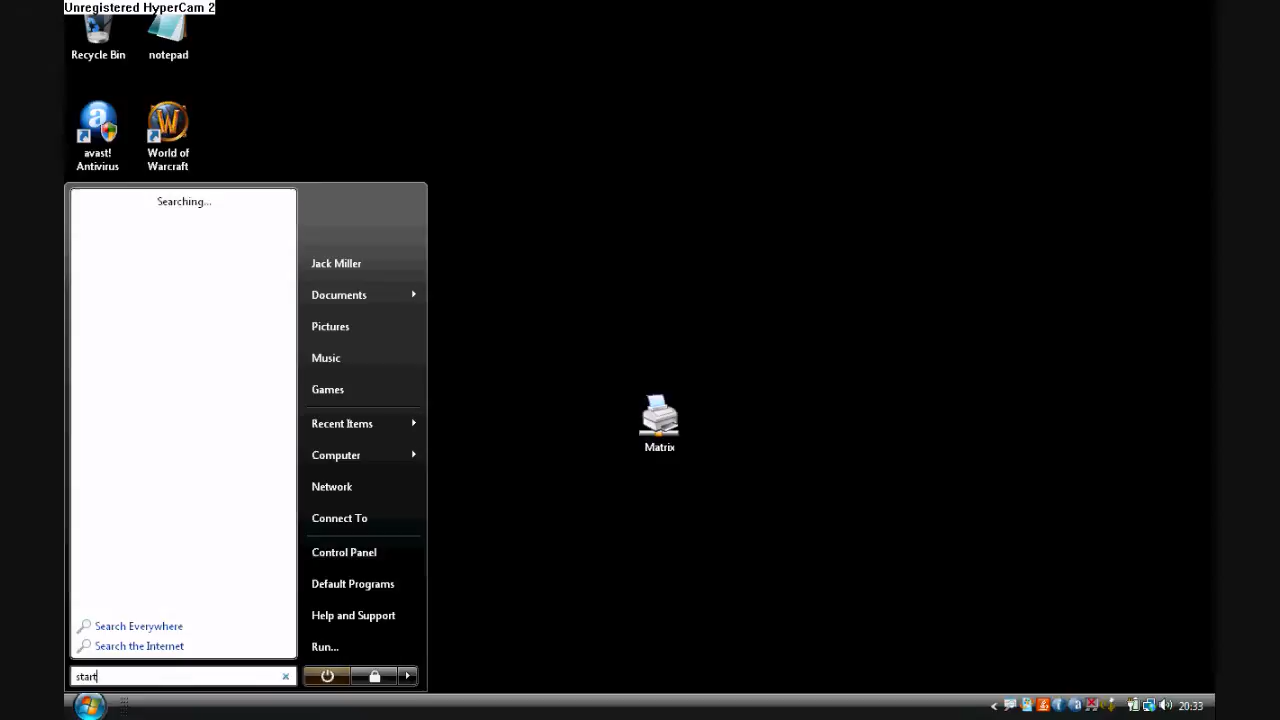 Unregistered HyperCam 2
Recycle Bin
notepad
avast!
Antivirus
World of
Warcraft
Searching...
Jack Miller
Documents
Pictures
Music
Games
Recent Items
Computer
Network
Connect To
Control Panel
Default Programs
Help and Support
Run...
Search Everywhere
Search the Internet
start
Matrix
20:33